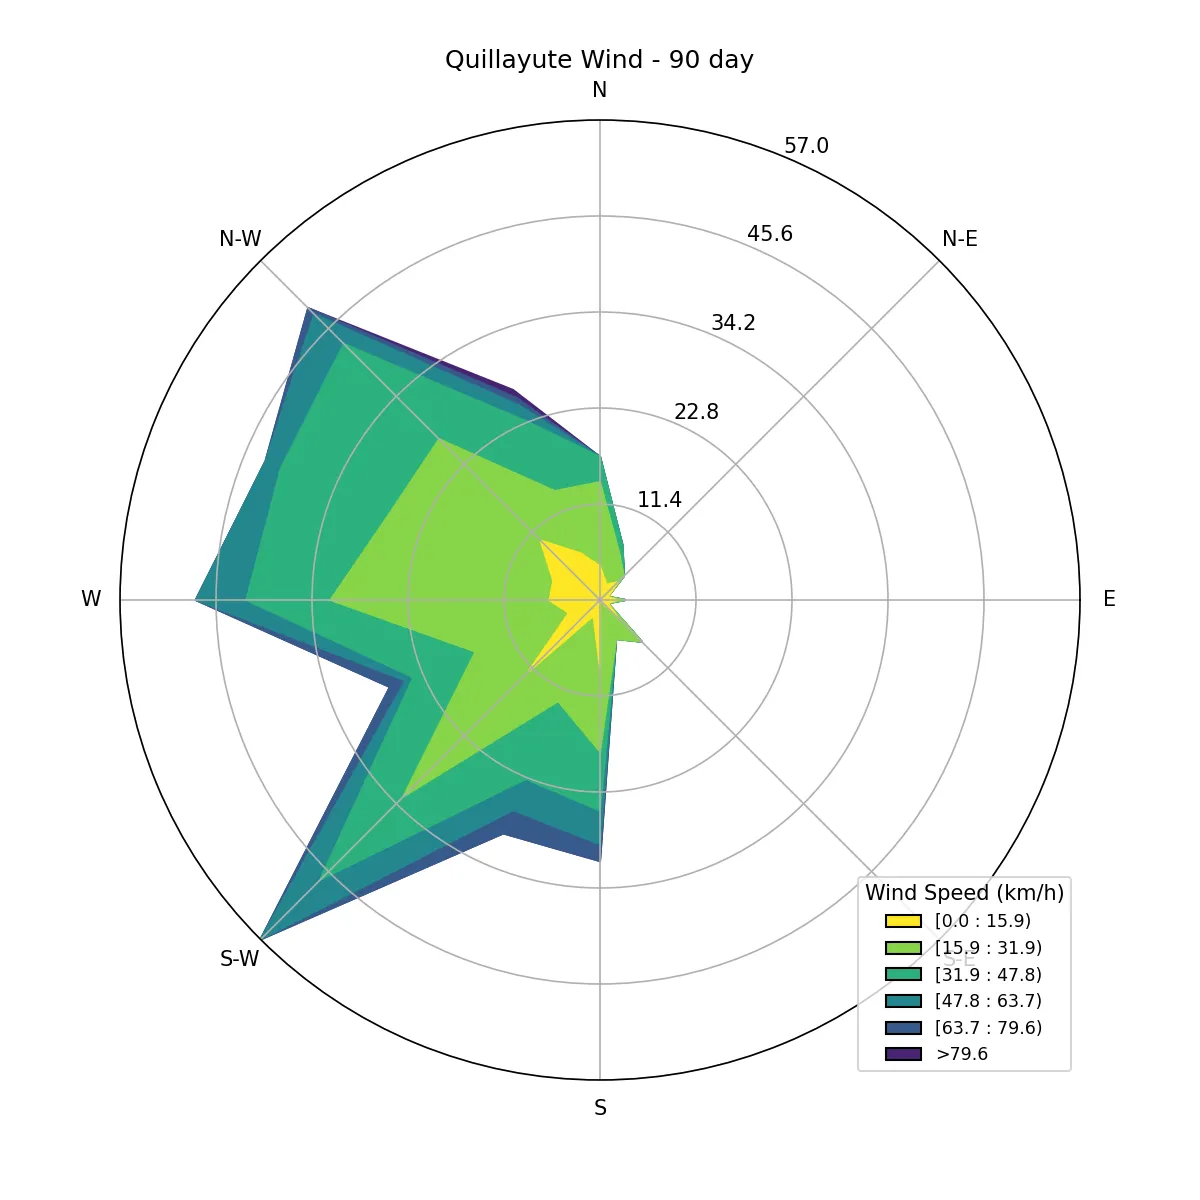 Quillayute Wind - 90 day
N
57.0
N-W
45.6
N-E
34.2
22.8
11.4
W
E
Wind Speed (km/h)
[0.0 : 15.9)
[15.9 : 31.9)
S-W
S-E
[31.9 : 47.8)
[47.8 : 63.7)
[63.7 : 79.6)
>79.6
S